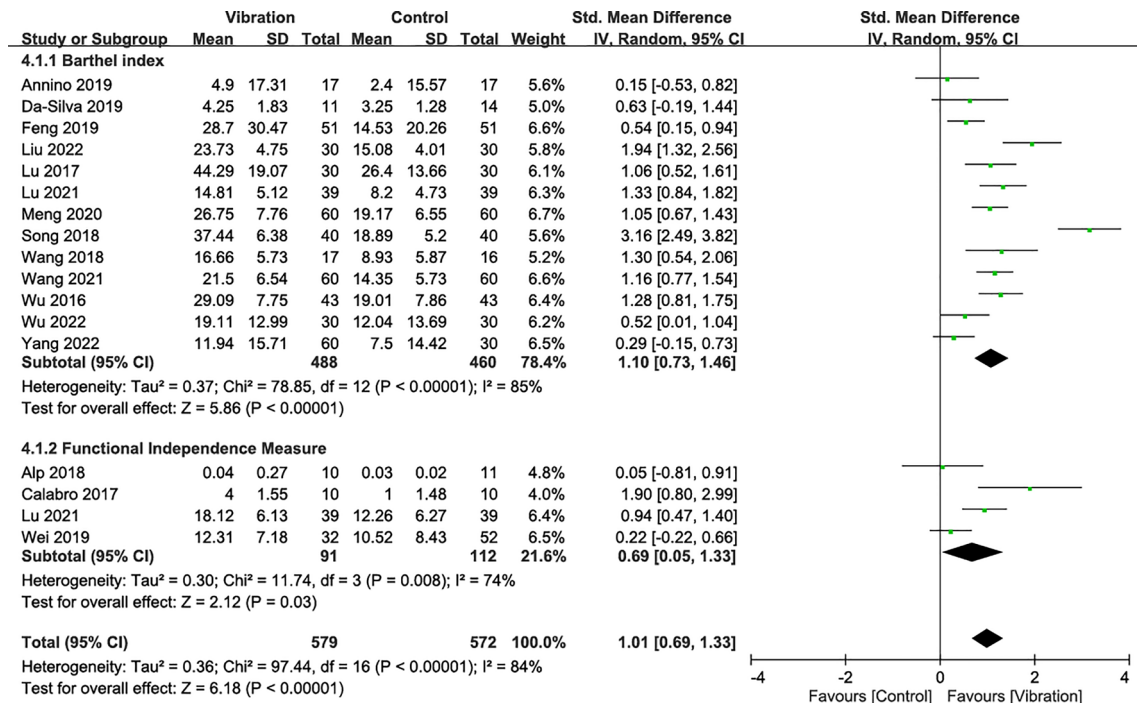 Vibration Control Std. Mean Difference Std. Mean Difference
Study or Subgroup Mean SD Total Mean SD Total Weight IV, Random, 95% CI IV, Random, 95% CI
4.1.1 Barthel index
Annino 2019 4.9 17.31 17 2.4 15.57 17 5.6% 0.15 [-0.53, 0.82]
Da-Silva 2019 4.25 1.83 11 3.25 1.28 14 5.0% 0.63 [-0.19, 1.44]
Feng 2019 28.7 30.47 51 14.53 20.26 51 6.6% 0.54 [0.15, 0.94]
Liu 2022 23.73 4.75 30 15.08 4.01 30 5.8% 1.94 [1.32, 2.56]
Lu 2017 44.29 19.07 30 26.4 13.66 30 6.1% 1.06 [0.52, 1.61]
Lu 2021 14.81 5.12 39 8.2 4.73 39 6.3% 1.33 [0.84, 1.82]
Meng 2020 26.75 7.76 60 19.17 6.55 60 6.7% 1.05 [0.67, 1.43]
Song 2018 37.44 6.38 40 18.89 5.2 40 5.6% 3.16 [2.49, 3.82]
Wang 2018 16.66 5.73 17 8.93 5.87 16 5.2% 1.30 [0.54, 2.06]
Wang 2021 21.5 6.54 60 14.35 5.73 60 6.6% 1.16 [0.77, 1.54]
Wu 2016 29.09 7.75 43 19.01 7.86 43 6.4% 1.28 [0.81, 1.75]
Wu 2022 19.11 12.99 30 12.04 13.69 30 6.2% 0.52 [0.01, 1.04]
Yang 2022 11.94 15.71 60 7.5 14.42 30 6.5% 0.29 [-0.15, 0.73]
Subtotal (95% CI) 488 460 78.4% 1.10 [0.73, 1.46]
Heterogeneity: Tau² = 0.37; Chi² = 78.85, df = 12 (P < 0.00001); I² = 85%
Test for overall effect: Z = 5.86 (P < 0.00001)
4.1.2 Functional Independence Measure
Alp 2018 0.04 0.27 10 0.03 0.02 11 4.8% 0.05 [-0.81, 0.91]
Calabro 2017 4 1.55 10 1 1.48 10 4.0% 1.90 [0.80, 2.99]
Lu 2021 18.12 6.13 39 12.26 6.27 39 6.4% 0.94 [0.47, 1.40]
Wei 2019 12.31 7.18 32 10.52 8.43 52 6.5% 0.22 [-0.22, 0.66]
Subtotal (95% CI) 91 112 21.6% 0.69 [0.05, 1.33]
Heterogeneity: Tau² = 0.30; Chi² = 11.74, df = 3 (P = 0.008); I² = 74%
Test for overall effect: Z = 2.12 (P = 0.03)
Total (95% CI) 579 572 100.0% 1.01 [0.69, 1.33]
Heterogeneity: Tau² = 0.36; Chi² = 97.44, df = 16 (P < 0.00001); I² = 84%
Test for overall effect: Z = 6.18 (P < 0.00001)
-4 -2 0 2 4
Favours [Control] Favours [Vibration]